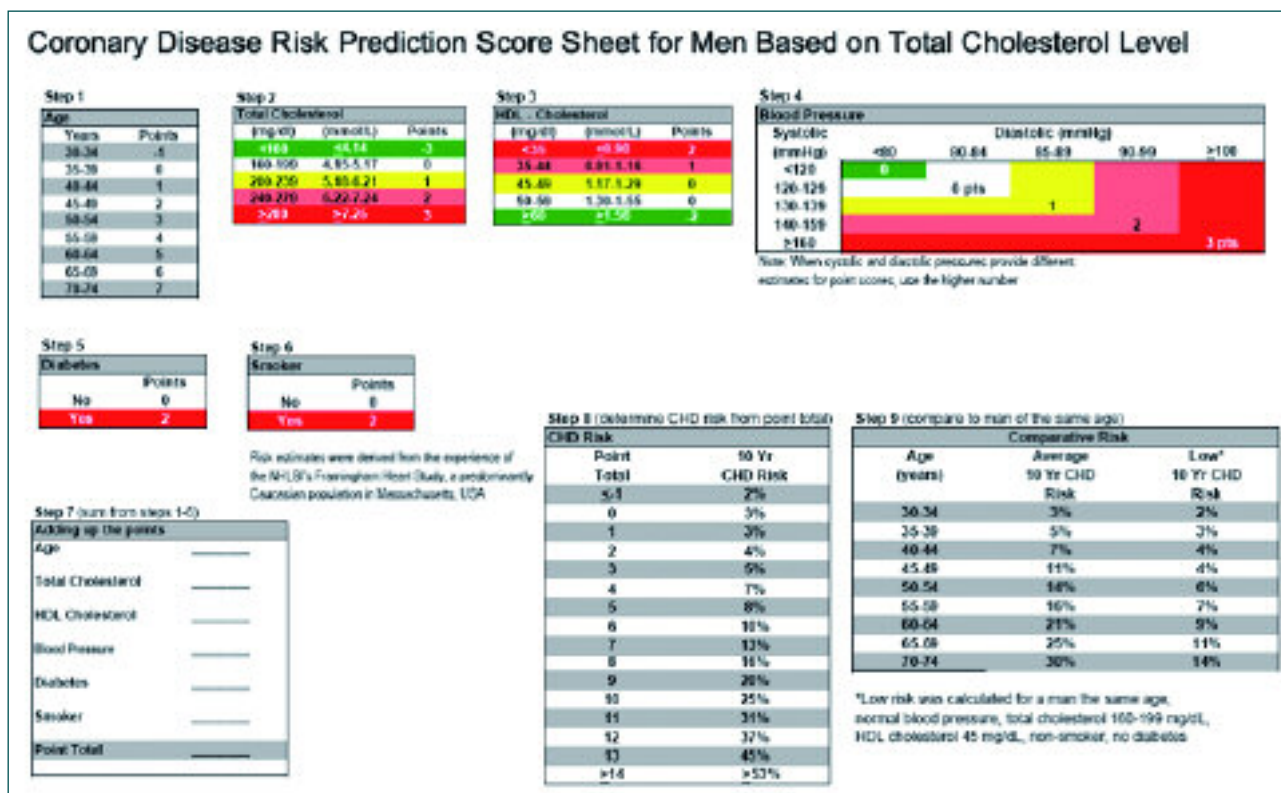 Coronary Disease Risk Prediction Score Sheet for Men Based on Total Cholesterol Level
Step 1
Age
Years Points
30-34 -1
35-39 0
40-44 1
45-49 2
50-54 3
55-59 4
60-64 5
65-69 6
70-74 7
Step 2
Total Cholesterol
(mg/dl) (mmol/L) Points
<160 ≤4.14 -3
160-199 4.15-5.17 0
200-239 5.18-6.21 1
240-279 6.22-7.24 2
≥280 ≥7.25 3
Step 3
HDL - Cholesterol
(mg/dl) (mmol/L) Points
<35 <0.90 2
35-44 0.91-1.16 1
45-49 1.17-1.29 0
50-59 1.30-1.55 0
≥60 ≥1.56 -2
Step 4
Blood Pressure
Systolic Diastolic (mmHg)
(mmHg) <80 80-84 85-89 90-99 ≥100
<120 0
120-129 0 pts
130-139 1
140-159 2
≥160 3 pts
Note: When systolic and diastolic pressures provide different
estimates for point scores, use the higher number
Step 5
Diabetes
Points
No 0
Yes 2
Step 6
Smoker
Points
No 0
Yes 2
Risk estimates were derived from the experience of
the NHLBI's Framingham Heart Study, a predominantly
Caucasian population in Massachusetts, USA
Step 7 (sum from steps 1-6)
Adding up the points
Age
Total Cholesterol
HDL Cholesterol
Blood Pressure
Diabetes
Smoker
Point Total
Step 8 (determine CHD risk from point total)
CHD Risk
Point 10 Yr
Total CHD Risk
≤-1 2%
0 3%
1 3%
2 4%
3 5%
4 7%
5 8%
6 10%
7 13%
8 16%
9 20%
10 25%
11 31%
12 37%
13 45%
≥14 ≥53%
Step 9 (compare to man of the same age)
Comparative Risk
Age Average Low*
(years) 10 Yr CHD 10 Yr CHD
Risk Risk
30-34 3% 2%
35-39 5% 3%
40-44 7% 4%
45-49 11% 4%
50-54 14% 6%
55-59 16% 7%
60-64 21% 9%
65-69 25% 11%
70-74 30% 14%
*Low risk was calculated for a man the same age,
normal blood pressure, total cholesterol 160-199 mg/dL,
HDL cholesterol 45 mg/dL, non-smoker, no diabetes